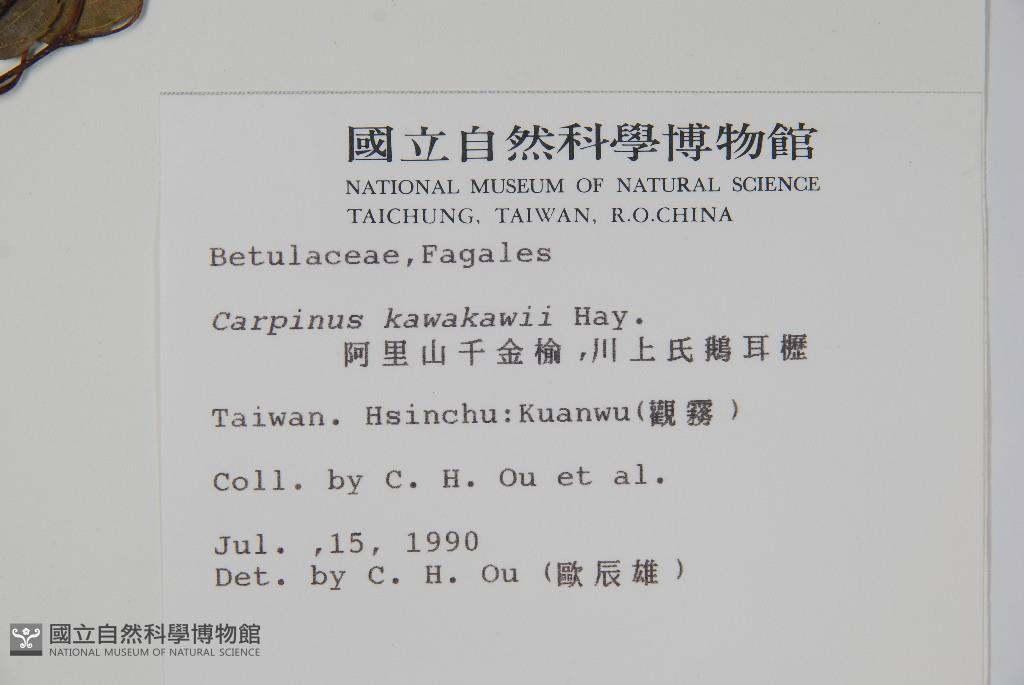 國立自然科學博物館
NATIONAL MUSEUM OF NATURAL SCIENCE
TAICHUNG, TAIWAN, R.O.CHINA
Betulaceae,Fagales
Carpinus kawakawii Hay.
阿里山千金榆,川上氏鵝耳櫪
Taiwan. Hsinchu:Kuanwu(觀霧)
Coll. by C. H. Ou et al.
Jul. ,15, 1990
Det. by C. H. Ou (歐辰雄)
國立自然科學博物館
NATIONAL MUSEUM OF NATURAL SCIENCE